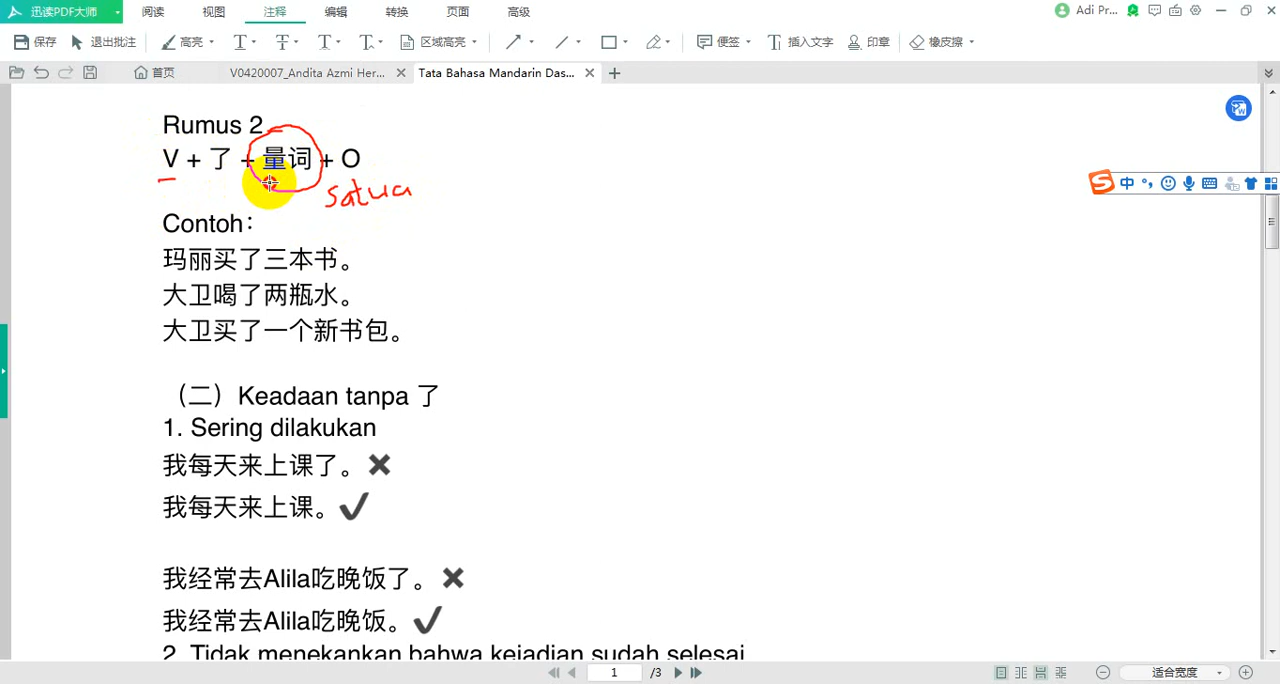 迅读PDF大师 阅读 视图 注释 编辑 转换 页面 高级 Adi Pr...
保存 退出批注 高亮 区域高亮 便签 插入文字 印章 橡皮擦
首页 V0420007_Andita Azmi Her... Tata Bahasa Mandarin Das...
Rumus 2
V + 了 + 量词 + O
satua
Contoh：
玛丽买了三本书。
大卫喝了两瓶水。
大卫买了一个新书包。
（二）Keadaan tanpa 了
1. Sering dilakukan
我每天来上课了。✖
我每天来上课。✔
我经常去Alila吃晚饭了。✖
我经常去Alila吃晚饭。✔
2. Tidak menekankan bahwa kejadian sudah selesai
中
1 /3 适合宽度